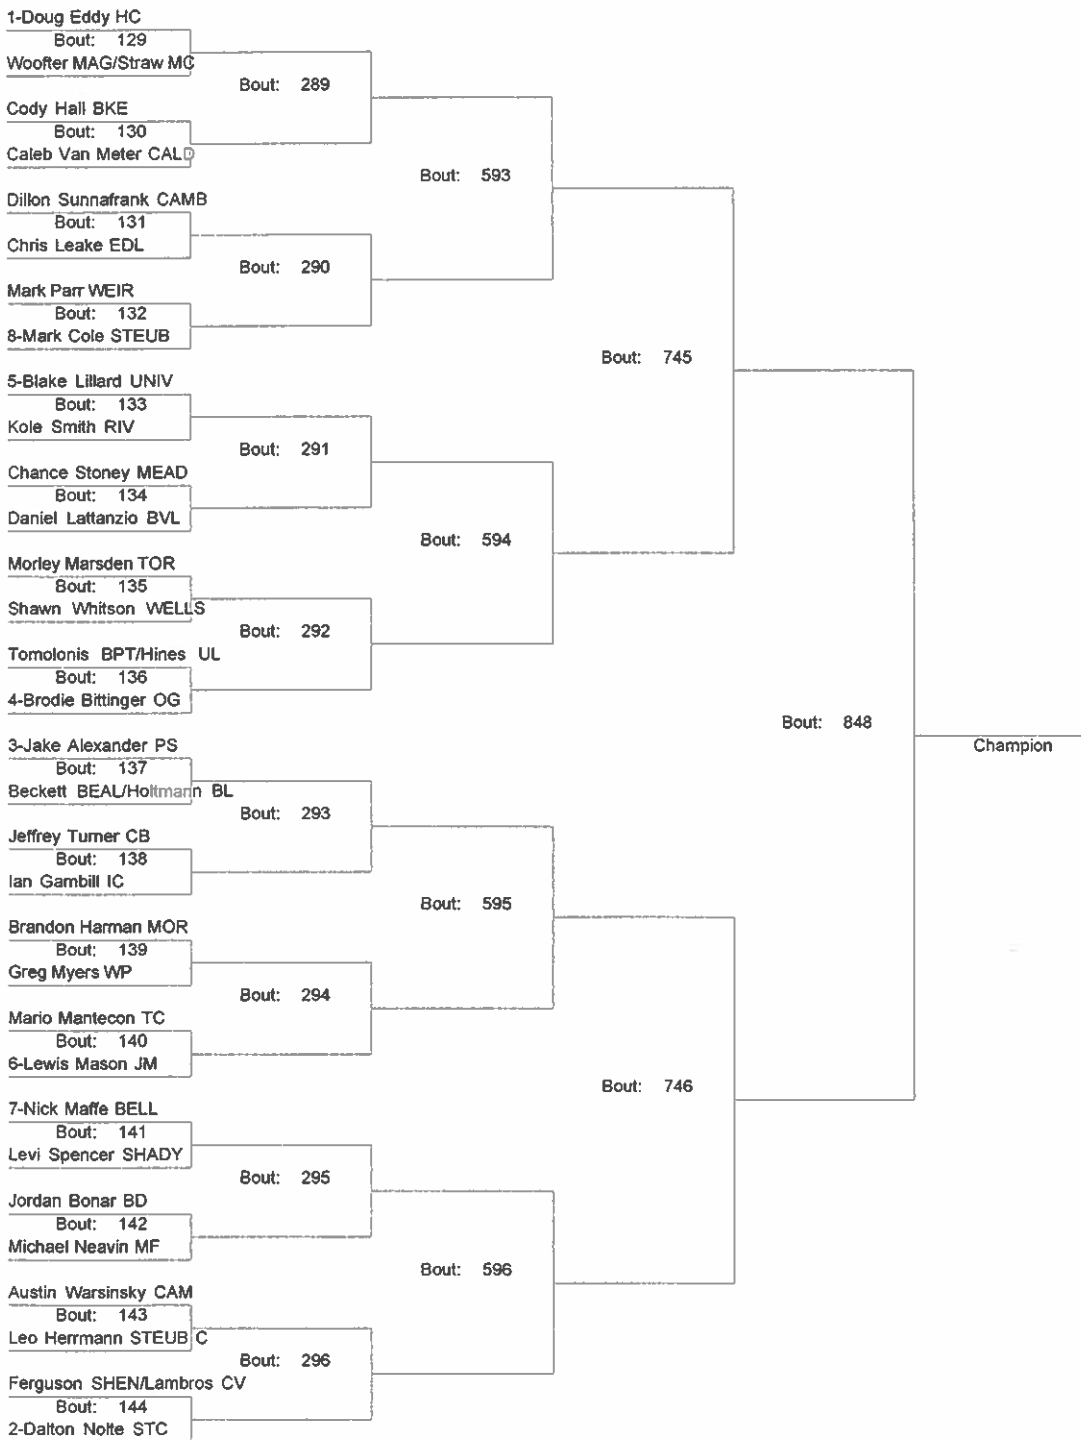 1-Doug Eddy HC
Bout: 129
Woofter MAG/Straw MC
Bout: 289
Cody Hall BKE
Bout: 130
Caleb Van Meter CALD
Bout: 593
Dillon Sunnafrank CAMB
Bout: 131
Chris Leake EDL
Bout: 290
Mark Parr WEIR
Bout: 132
8-Mark Cole STEUB
Bout: 745
5-Blake Lillard UNIV
Bout: 133
Kole Smith RIV
Bout: 291
Chance Stoney MEAD
Bout: 134
Daniel Lattanzio BVL
Bout: 594
Morley Marsden TOR
Bout: 135
Shawn Whitson WELLS
Bout: 292
Tomolonis BPT/Hines UL
Bout: 136
4-Brodie Bittinger OG
Bout: 848
Champion
3-Jake Alexander PS
Bout: 137
Beckett BEAL/Holtmann BL
Bout: 293
Jeffrey Turner CB
Bout: 138
Ian Gambill IC
Bout: 595
Brandon Harman MOR
Bout: 139
Greg Myers WP
Bout: 294
Mario Mantecon TC
Bout: 140
6-Lewis Mason JM
Bout: 746
7-Nick Maffe BELL
Bout: 141
Levi Spencer SHADY
Bout: 295
Jordan Bonar BD
Bout: 142
Michael Neavin MF
Bout: 596
Austin Warsinsky CAM
Bout: 143
Leo Herrmann STEUB C
Bout: 296
Ferguson SHEN/Lambros CV
Bout: 144
2-Dalton Nolte STC